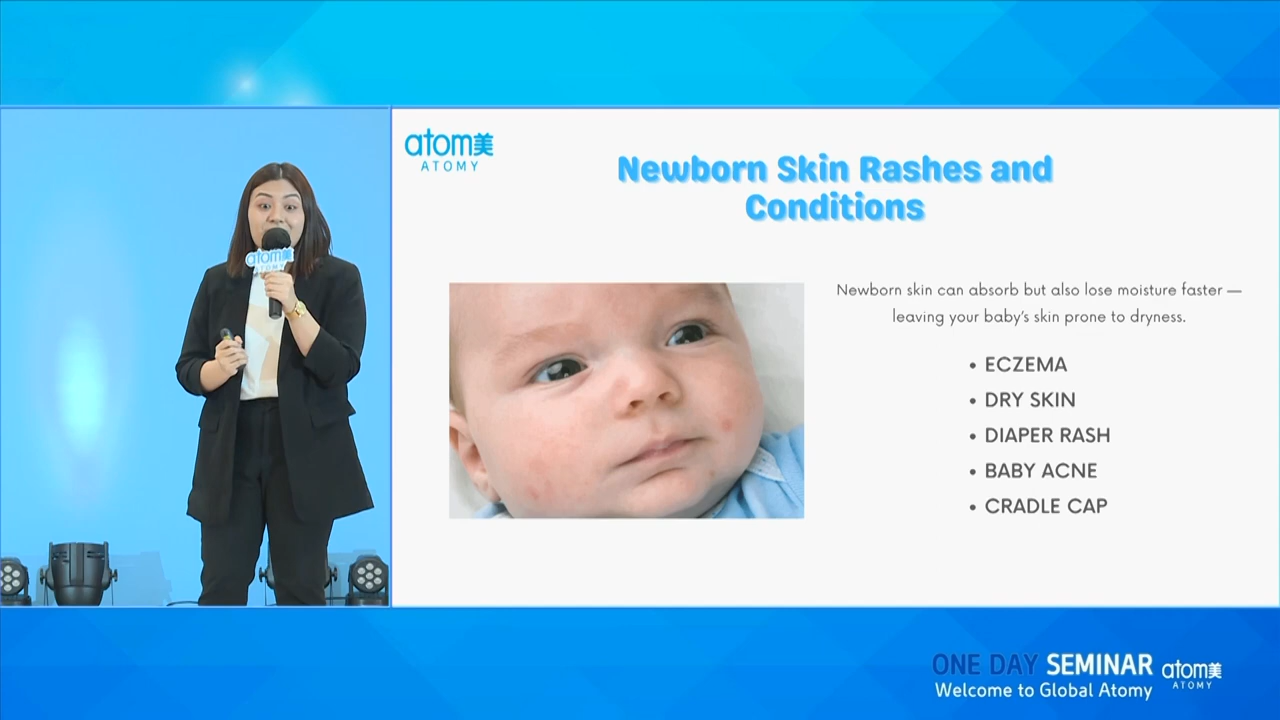 atom美
ATOMY
Newborn Skin Rashes and
Conditions
atom美
ATOMY
Newborn skin can absorb but also lose moisture faster —
leaving your baby's skin prone to dryness.
• ECZEMA
• DRY SKIN
• DIAPER RASH
• BABY ACNE
• CRADLE CAP
ONE DAY SEMINAR
Welcome to Global Atomy
atom美
ATOMY